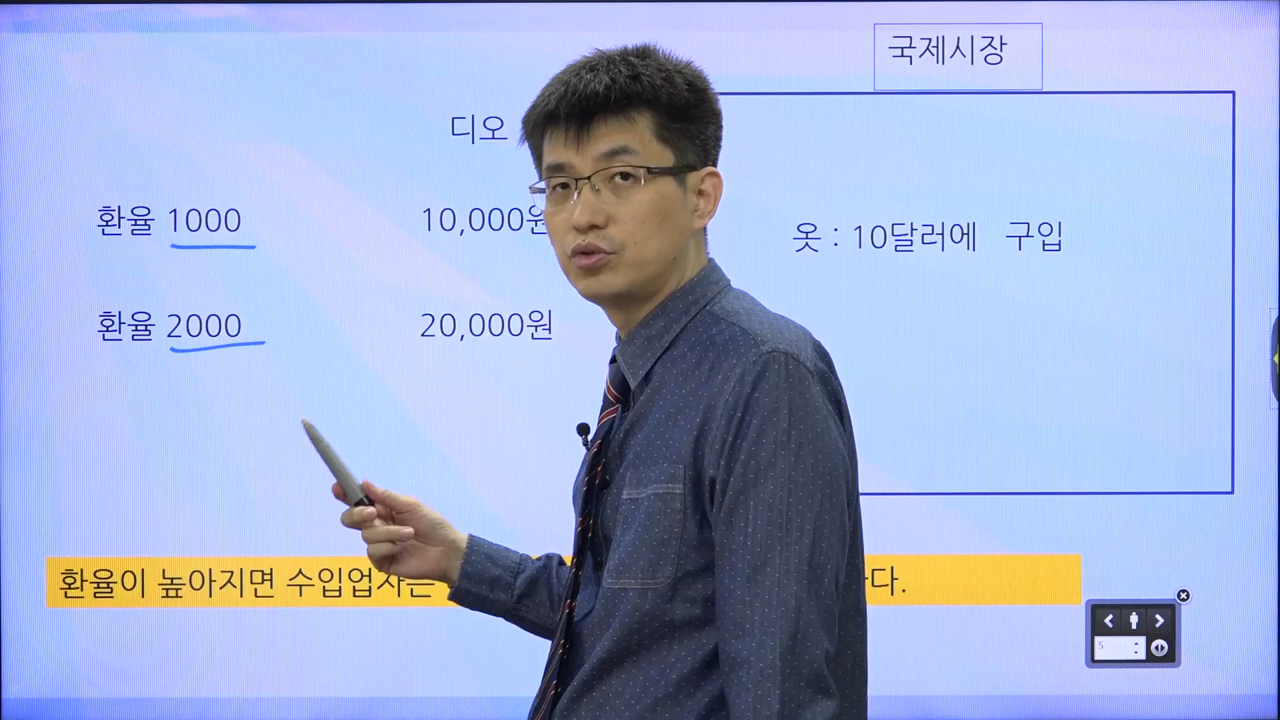 국제시장
디오
환율 1000 10,000원
옷 : 10달러에 구입
환율 2000 20,000원
환율이 높아지면 수입업자는 다.